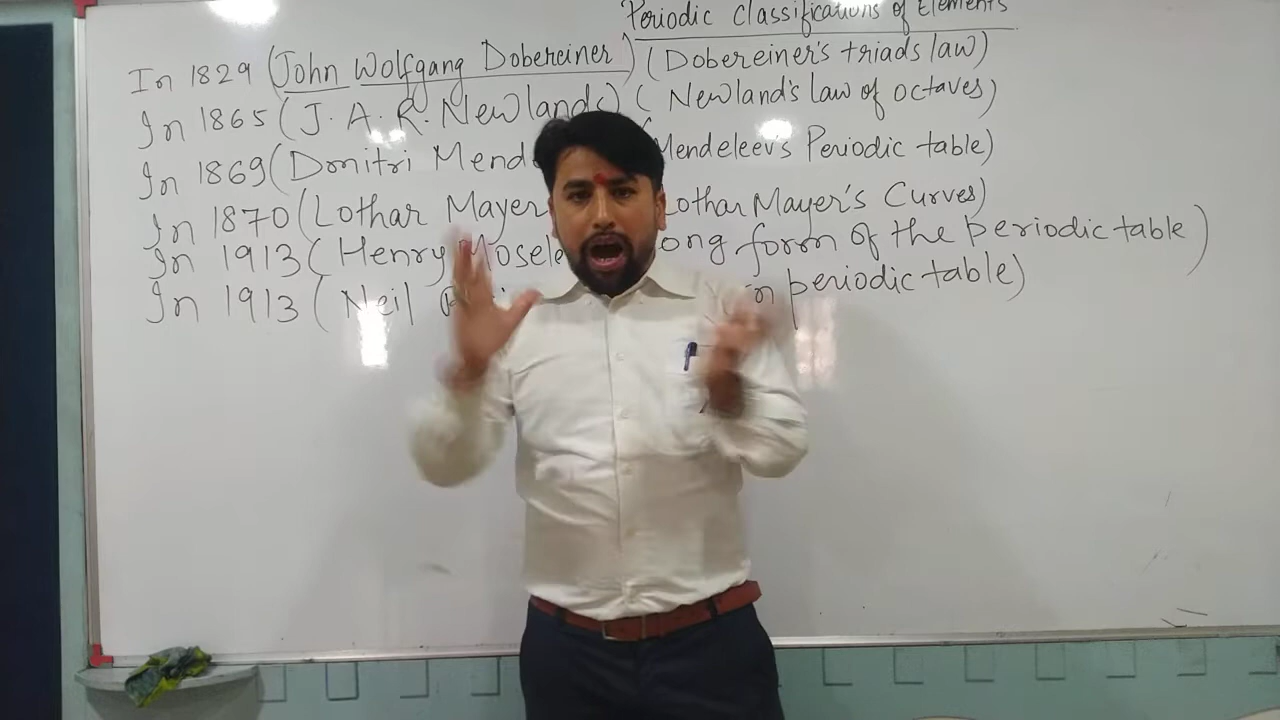 Periodic Classifications of Elements
In 1829 (John Wolfgang Dobereiner) (Dobereiner's triads law)
In 1865 (J. A. R. Newlands) (Newland's law of octaves)
In 1869 (Dmitri Mende Mendeleev's Periodic table)
In 1870 (Lothar Mayer Lothar Mayer's Curves)
In 1913 (Henry Mosele ong form of the periodic table)
In 1913 (Neil periodic table)